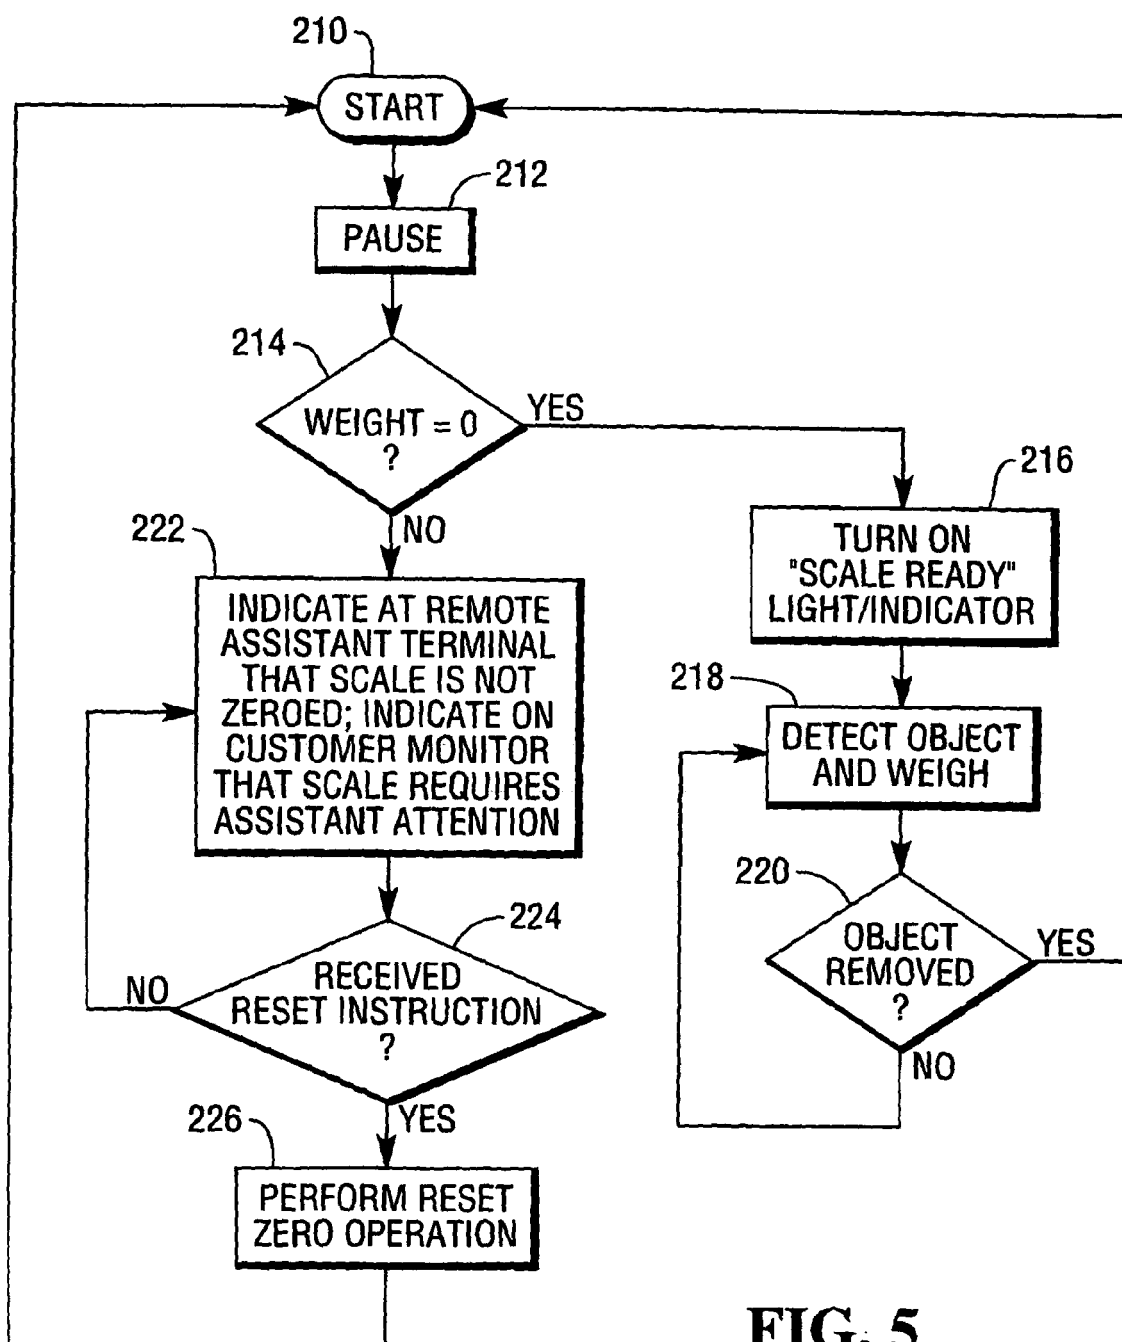 210
START
212
PAUSE
214
WEIGHT = 0
?
YES
NO
216
TURN ON
"SCALE READY"
LIGHT/INDICATOR
222
INDICATE AT REMOTE
ASSISTANT TERMINAL
THAT SCALE IS NOT
ZEROED; INDICATE ON
CUSTOMER MONITOR
THAT SCALE REQUIRES
ASSISTANT ATTENTION
218
DETECT OBJECT
AND WEIGH
220
OBJECT
REMOVED
?
YES
NO
224
RECEIVED
RESET INSTRUCTION
?
NO
YES
226
PERFORM RESET
ZERO OPERATION
FIG. 5